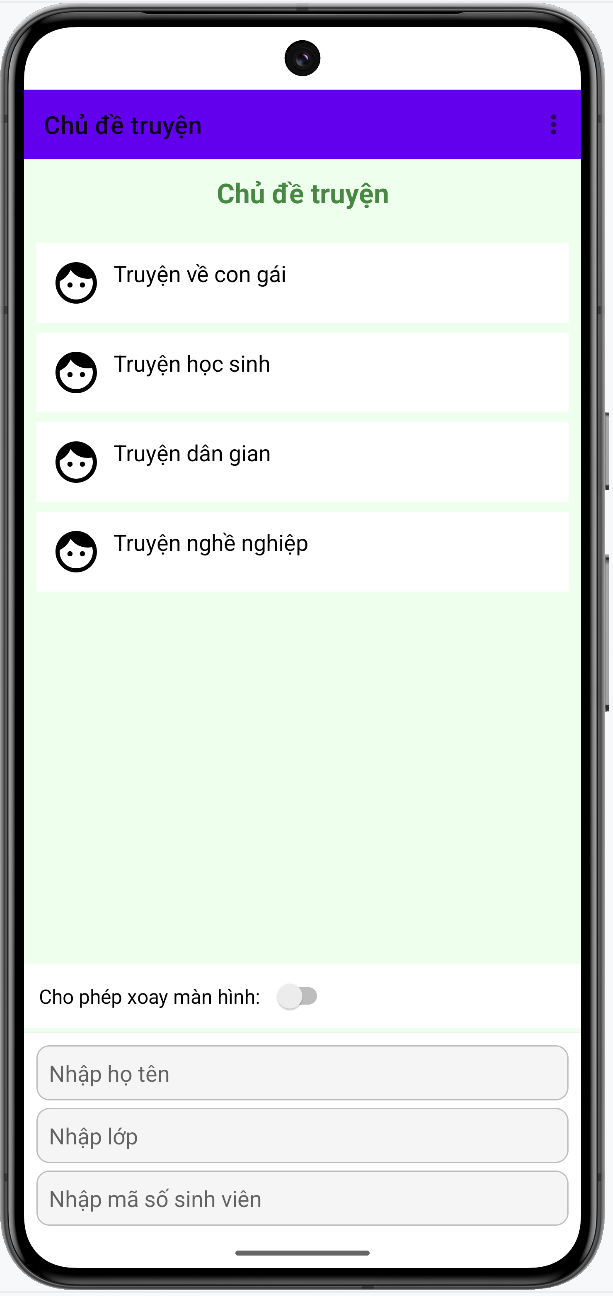 Chủ đề truyện
Chủ đề truyện
Truyện về con gái
Truyện học sinh
Truyện dân gian
Truyện nghề nghiệp
Cho phép xoay màn hình:
Nhập họ tên
Nhập lớp
Nhập mã số sinh viên